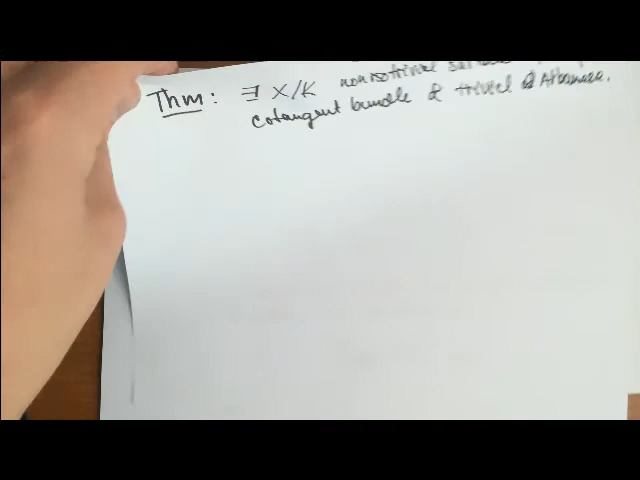 Thm: ∃ X/K nonisotrivial
cotangent bundle & trivial Albanese.